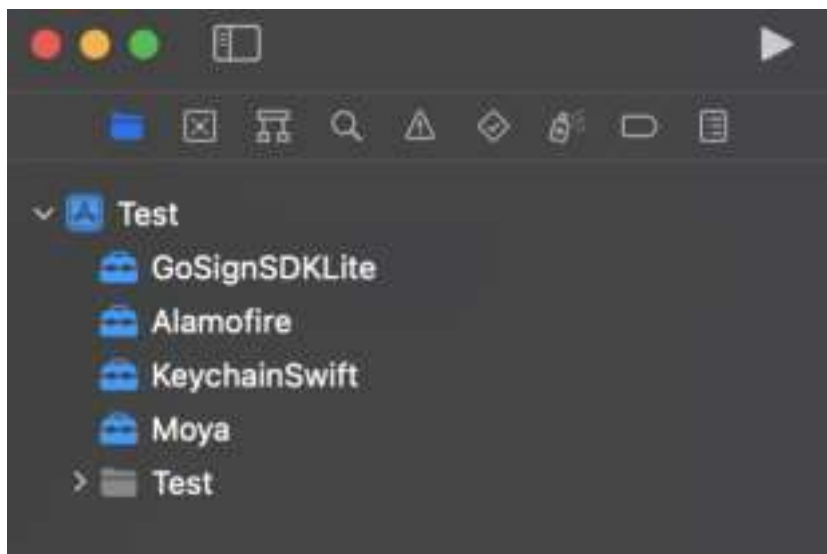 Test
GoSignSDKLite
Alamofire
KeychainSwift
Moya
Test